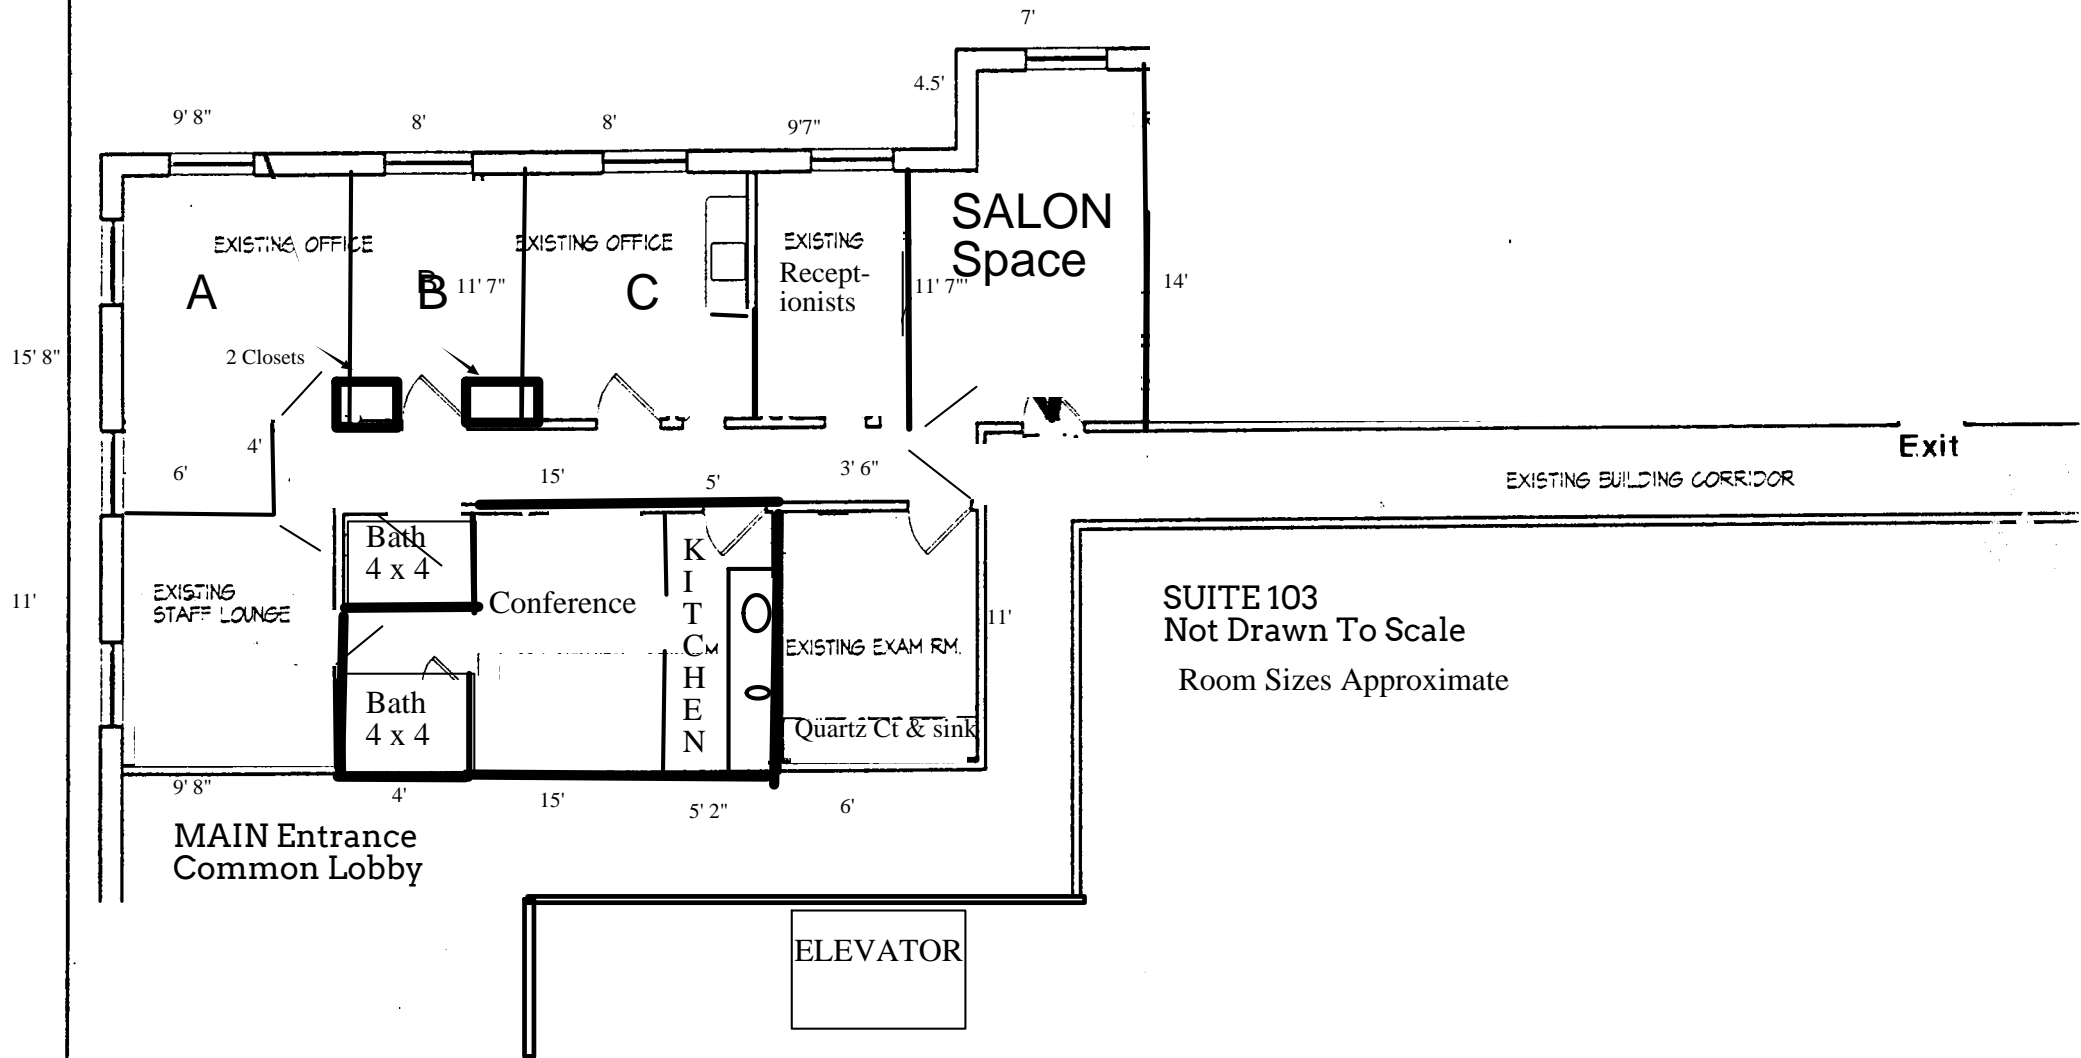 7'
4.5'
9' 8"
8'
8'
9'7"
SALON
Space
EXISTING OFFICE
EXISTING OFFICE
EXISTING
Recept-
ionists
A
B
B
11' 7"
C
11' 7"'
14'
15' 8"
2 Closets
4'
6'
15'
5'
3' 6"
Exit
EXISTING BUILDING CORRIDOR
Bath
4 x 4
KITCHEN
EXISTING
STAFF LOUNGE
11'
Conference
11'
SUITE 103
Not Drawn To Scale
Room Sizes Approximate
EXISTING EXAM RM.
Bath
4 x 4
Quartz Ct & sink
9' 8"
4'
15'
5' 2"
6'
MAIN Entrance
Common Lobby
ELEVATOR